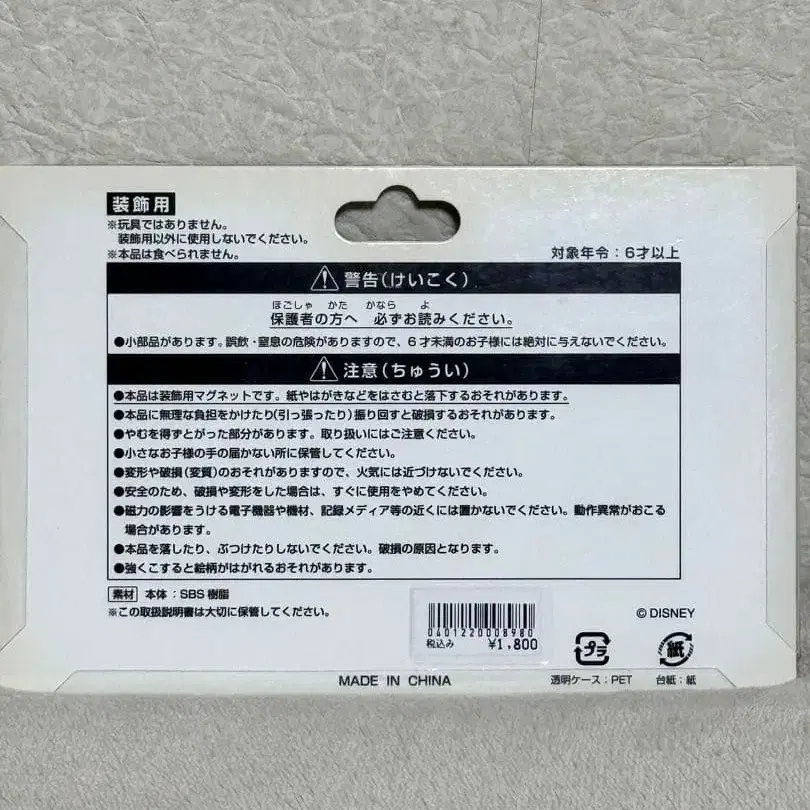 装飾用
※玩具ではありません。
装飾用以外に使用しないでください。
※本品は食べられません。
対象年令：6才以上
警告(けいこく)
ほごしゃ かた かなら よ
保護者の方へ 必ずお読みください。
●小部品があります。誤飲・窒息の危険がありますので、6才未満のお子様には絶対に与えないでください。
注意(ちゅうい)
●本品は装飾用マグネットです。紙やはがきなどをはさむと落下するおそれがあります。
●本品に無理な負担をかけたり(引っ張ったり)振り回すと破損するおそれがあります。
●やむを得ずとがった部分があります。取り扱いにはご注意ください。
●小さなお子様の手の届かない所に保管してください。
●変形や破損(変質)のおそれがありますので、火気には近づけないでください。
●安全のため、破損や変形をした場合は、すぐに使用をやめてください。
●磁力の影響をうける電子機器や機材、記録メディア等の近くには置かないでください。動作異常がおこる
場合があります。
●本品を落したり、ぶつけたりしないでください。破損の原因となります。
●強くこすると絵柄がはがれるおそれがあります。
素材 本体：SBS樹脂
※この取扱説明書は大切に保管してください。
0401220008980
税込み ¥1,800
©DISNEY
プラ 紙
MADE IN CHINA
透明ケース：PET 台紙：紙